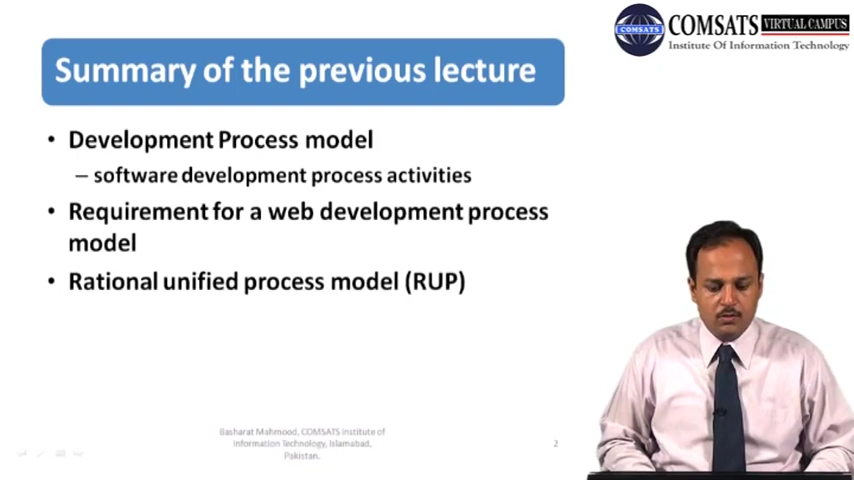 COMSATS VIRTUAL CAMPUS
Institute Of Information Technology
COMSATS
Summary of the previous lecture
• Development Process model
– software development process activities
• Requirement for a web development process
model
• Rational unified process model (RUP)
Basharat Mahmood, COMSATS Institute of
Information Technology, Islamabad,
Pakistan.
2